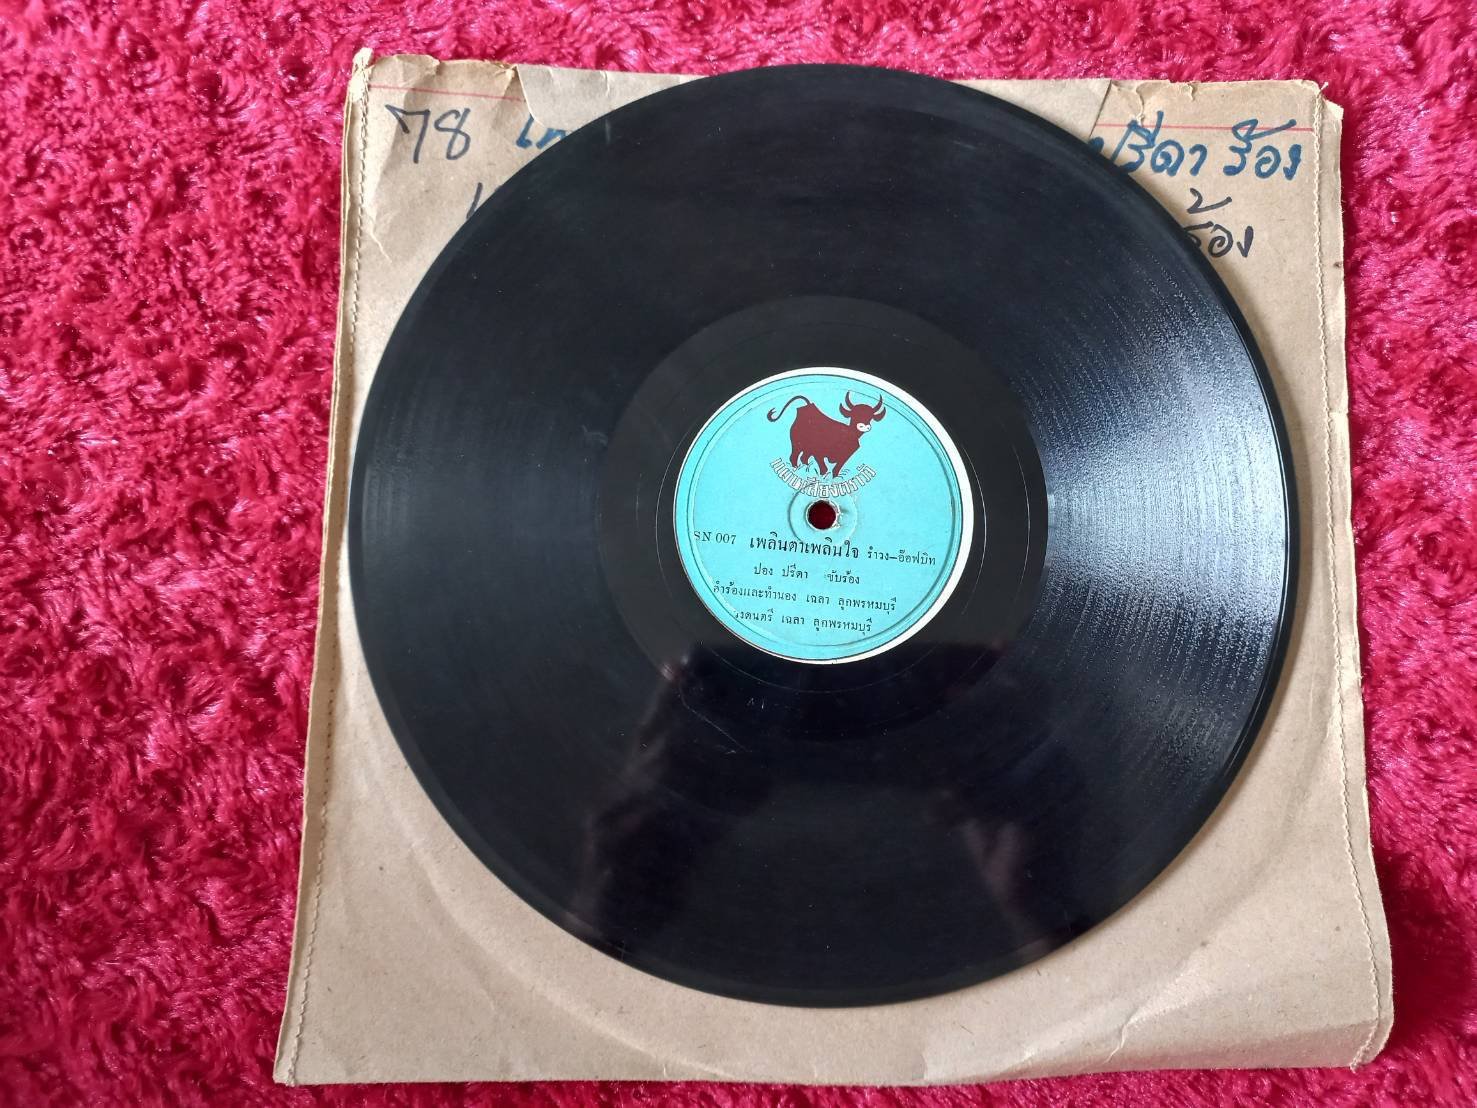 78 ปรีดา ร้อง
ร้อง
แผ่นเสียงตราวัว
SN 007 เพลินตาเพลินใจ รำวง–อ๊อฟบิท
ปอง ปรีดา ขับร้อง
คำร้องและทำนอง เฉลา ลูกพรหมบุรี
วงดนตรี เฉลา ลูกพรหมบุรี